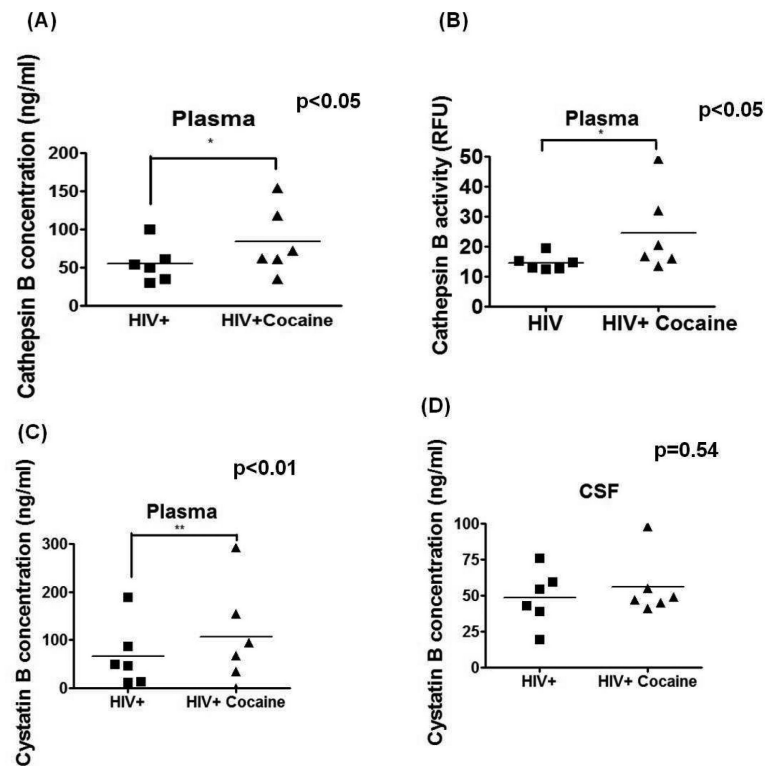 (A)
p<0.05
Plasma
*
Cathepsin B concentration (ng/ml)
200
150
100
50
0
HIV+
HIV+Cocaine
(B)
p<0.05
Plasma
*
Cathepsin B activity (RFU)
50
40
30
20
10
0
HIV
HIV+ Cocaine
(C)
p<0.01
Plasma
**
Cystatin B concentration (ng/ml)
300
200
100
0
HIV+
HIV+ Cocaine
(D)
p=0.54
CSF
Cystatin B concentration (ng/ml)
100
75
50
25
0
HIV+
HIV+ Cocaine